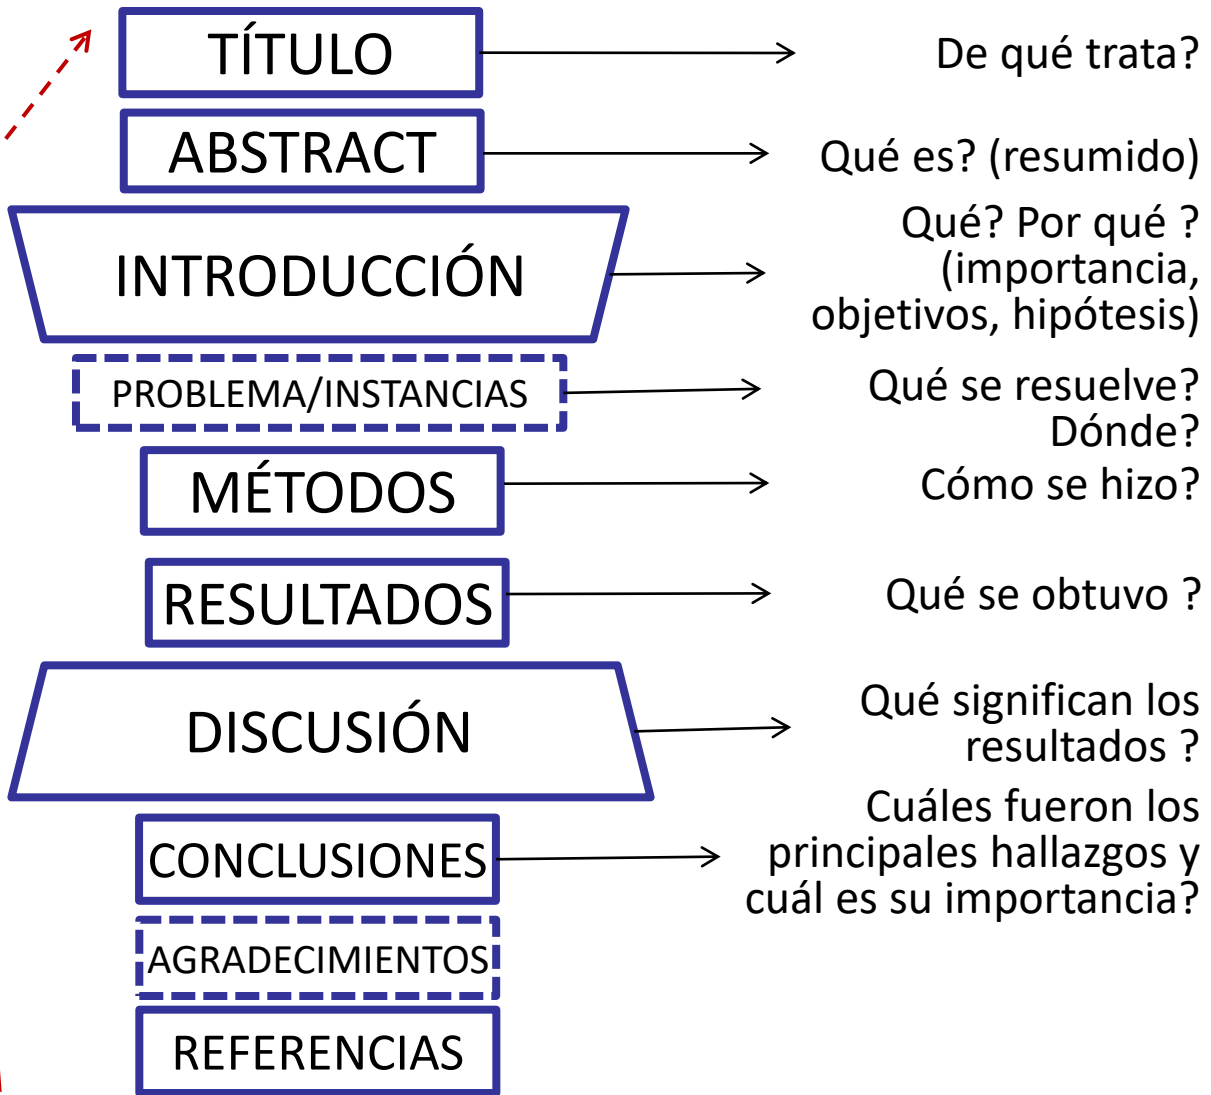 TÍTULO
De qué trata?
ABSTRACT
Qué es? (resumido)
INTRODUCCIÓN
Qué? Por qué ?
(importancia,
objetivos, hipótesis)
PROBLEMA/INSTANCIAS
Qué se resuelve?
Dónde?
MÉTODOS
Cómo se hizo?
RESULTADOS
Qué se obtuvo ?
DISCUSIÓN
Qué significan los
resultados ?
CONCLUSIONES
Cuáles fueron los
principales hallazgos y
cuál es su importancia?
AGRADECIMIENTOS
REFERENCIAS